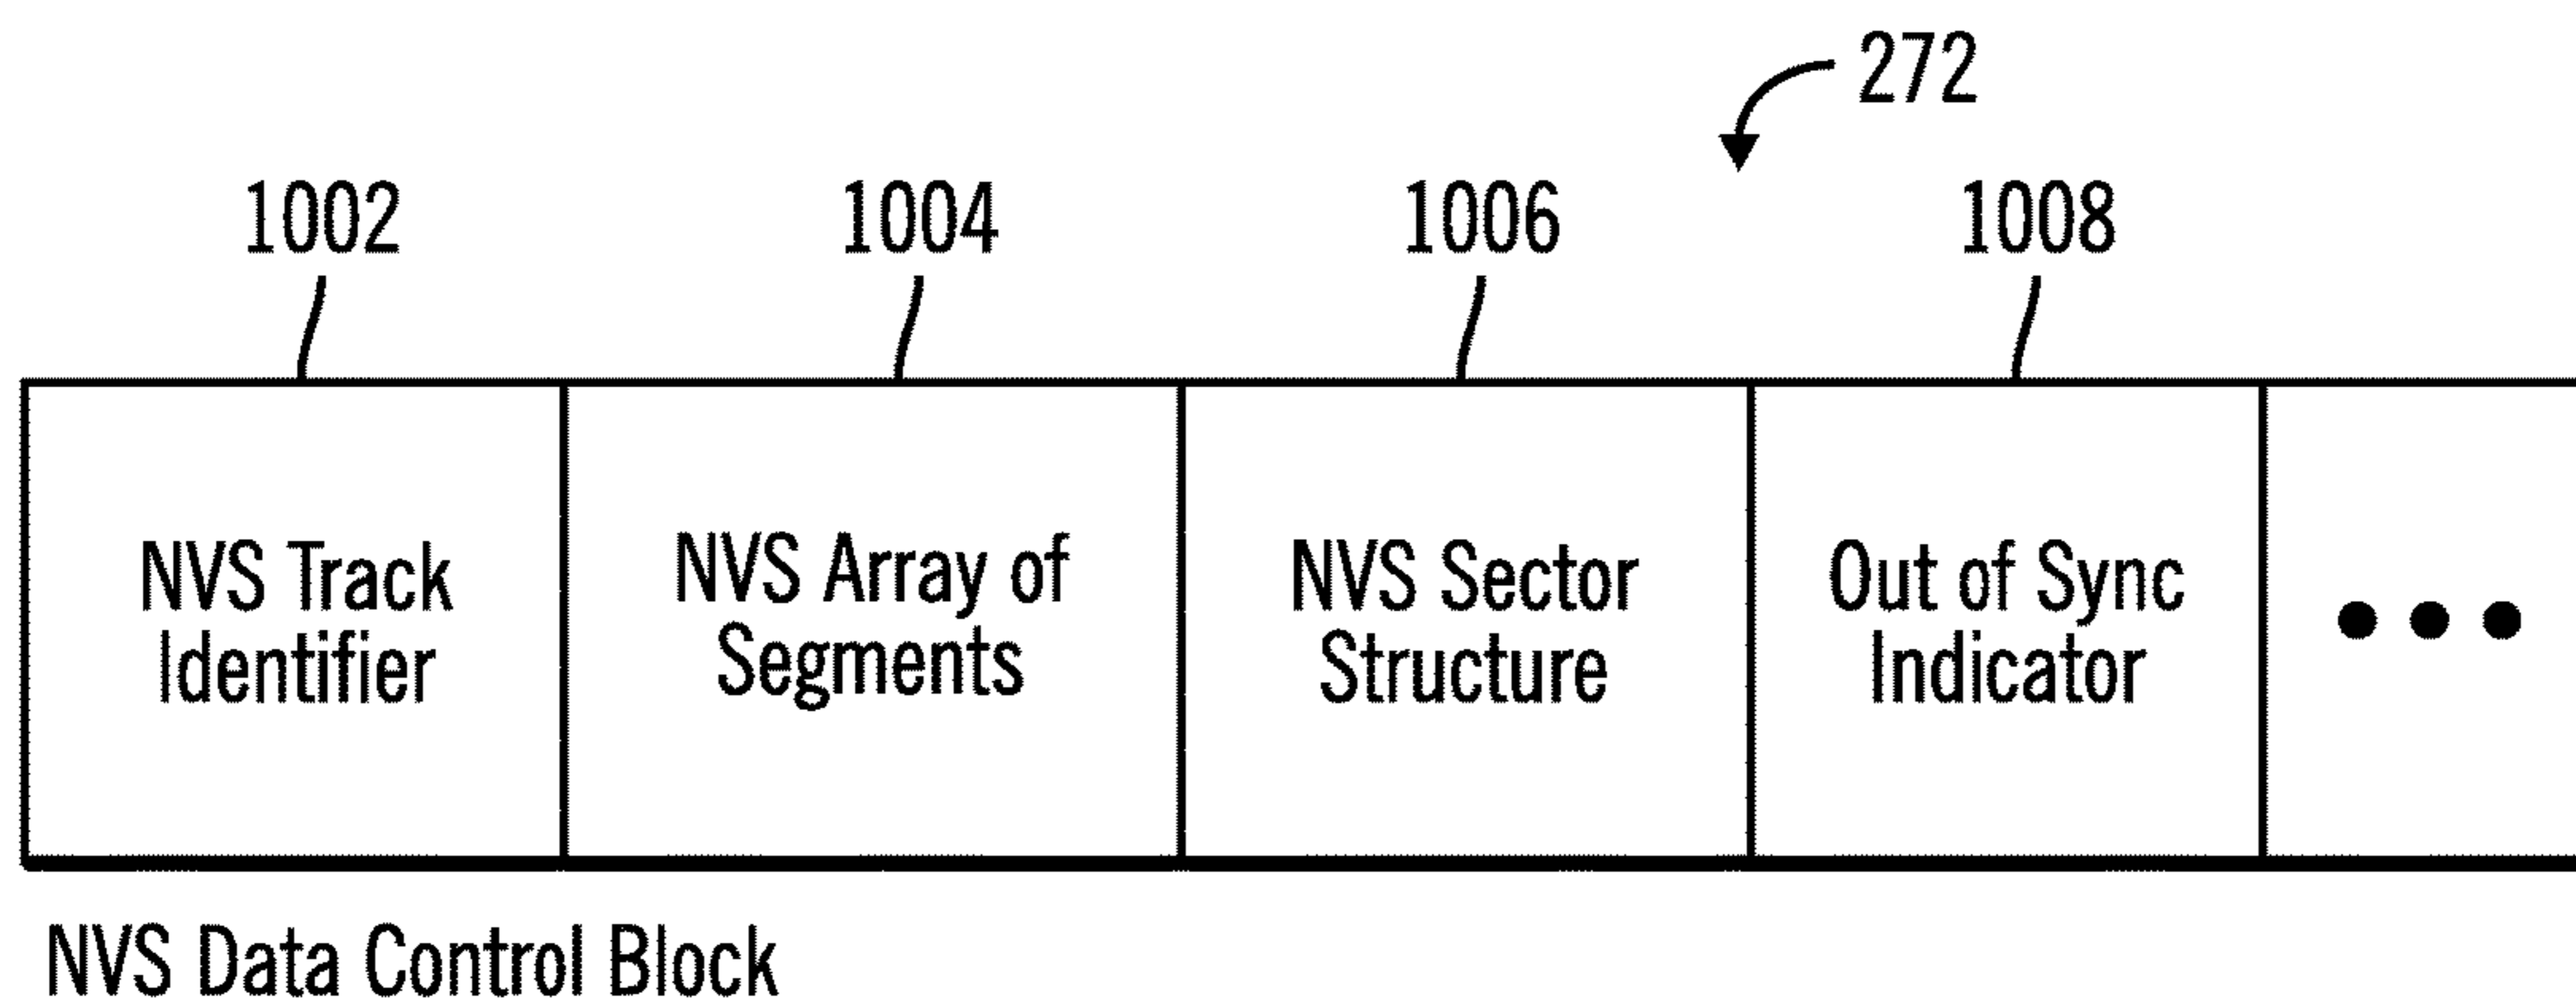 272
1002 1004 1006 1008
NVS Track Identifier
NVS Array of Segments
NVS Sector Structure
Out of Sync Indicator
•••
NVS Data Control Block